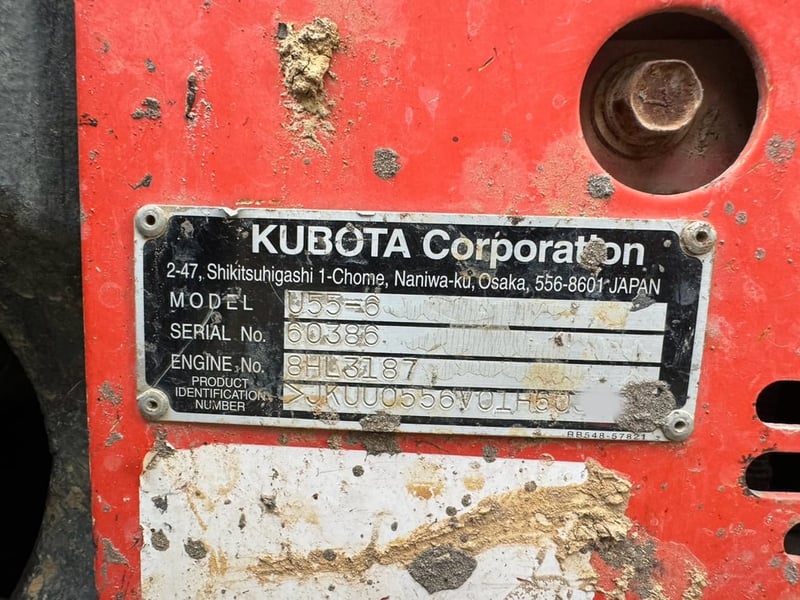 KUBOTA Corporation
2-47, Shikitsuhigashi 1-Chome, Naniwa-ku, Osaka, 556-8601 JAPAN
MODEL U55-6
SERIAL No. 60386
ENGINE No. 8HL3187
PRODUCT IDENTIFICATION NUMBER >JKUU0556V01H60
RB548-57821